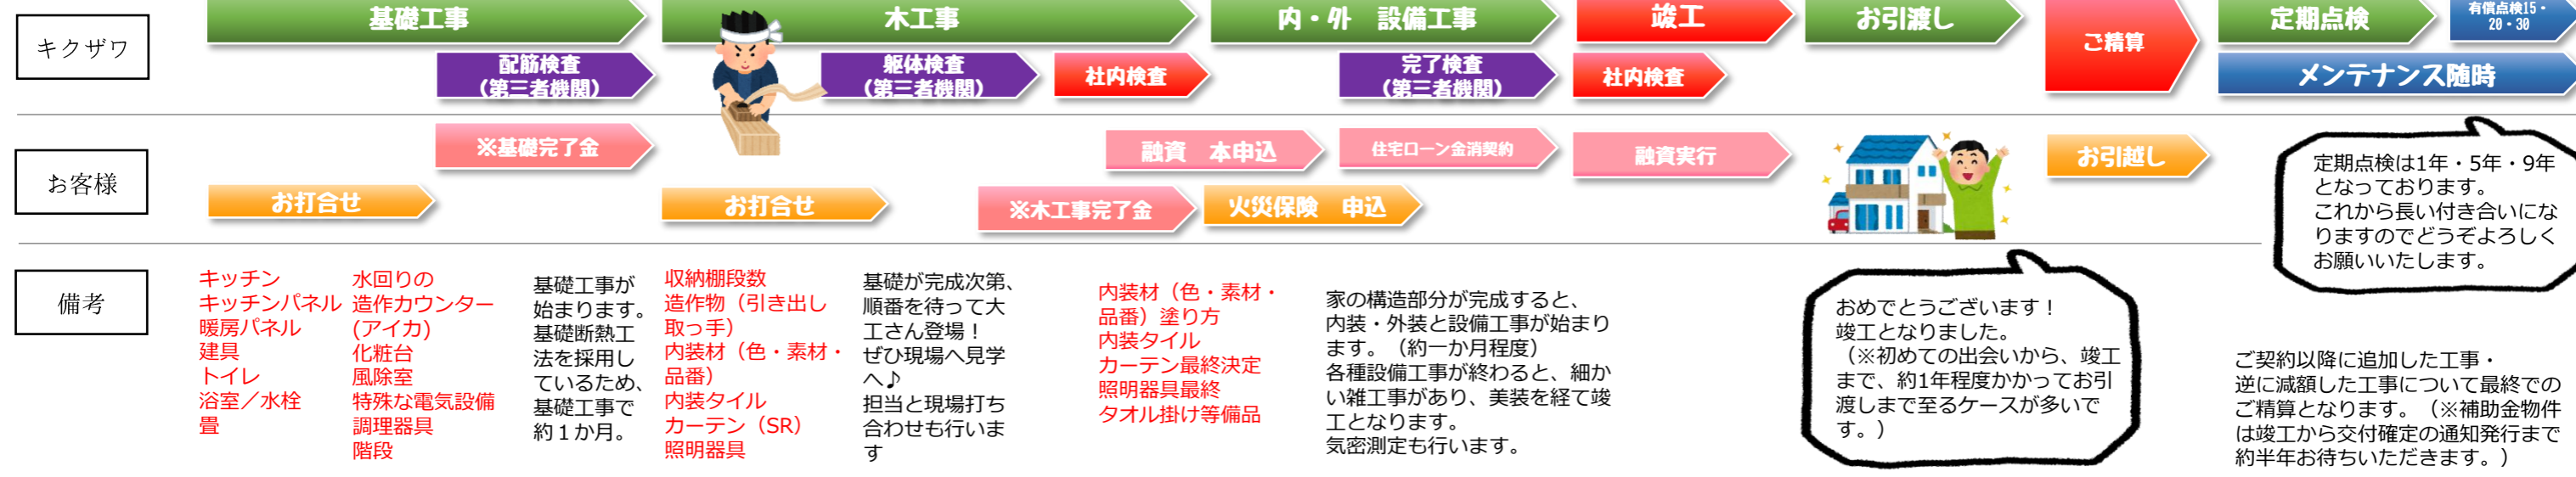 キクザワ
基礎工事
木工事
内・外　設備工事
竣工
お引渡し
ご精算
定期点検
有償点検15・
20・30
配筋検査
（第三者機関）
躯体検査
（第三者機関）
社内検査
完了検査
（第三者機関）
社内検査
メンテナンス随時
お客様
※基礎完了金
融資　本申込
住宅ローン金消契約
融資実行
お引越し
お打合せ
お打合せ
※木工事完了金
火災保険　申込
定期点検は1年・5年・9年
となっております。
これから長い付き合いにな
りますのでどうぞよろしく
お願いいたします。
備考
キッチン
キッチンパネル
暖房パネル
建具
トイレ
浴室／水栓
畳
水回りの
造作カウンター
(アイカ)
化粧台
風除室
特殊な電気設備
調理器具
階段
基礎工事が
始まります。
基礎断熱工
法を採用し
ているため、
基礎工事で
約１か月。
収納棚段数
造作物（引き出し
取っ手）
内装材（色・素材・
品番）
内装タイル
カーテン（SR）
照明器具
基礎が完成次第、
順番を待って大
工さん登場！
ぜひ現場へ見学
へ♪
担当と現場打ち
合わせも行いま
す
内装材（色・素材・
品番）塗り方
内装タイル
カーテン最終決定
照明器具最終
タオル掛け等備品
家の構造部分が完成すると、
内装・外装と設備工事が始まり
ます。（約一か月程度）
各種設備工事が終わると、細か
い雑工事があり、美装を経て竣
工となります。
気密測定も行います。
おめでとうございます！
竣工となりました。
（※初めての出会いから、竣工
まで、約1年程度かかってお引
渡しまで至るケースが多いで
す。）
ご契約以降に追加した工事・
逆に減額した工事について最終での
ご精算となります。（※補助金物件
は竣工から交付確定の通知発行まで
約半年お待ちいただきます。）